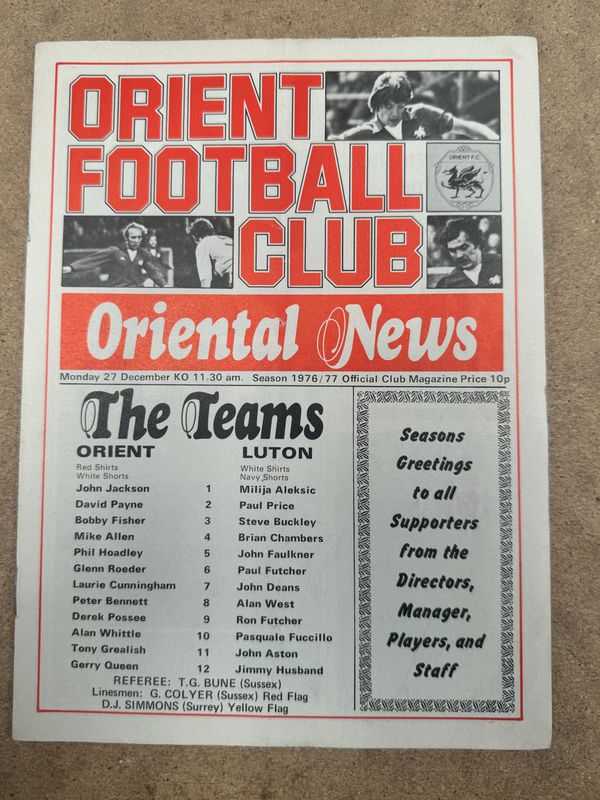 ORIENT
FOOTBALL
CLUB
ORIENT F.C.
Oriental News
Monday 27 December KO 11.30 am. Season 1976/77 Official Club Magazine Price 10p
The Teams
ORIENT LUTON
Red Shirts White Shirts
White Shorts Navy Shorts
John Jackson 1 Milija Aleksic
David Payne 2 Paul Price
Bobby Fisher 3 Steve Buckley
Mike Allen 4 Brian Chambers
Phil Hoadley 5 John Faulkner
Glenn Roeder 6 Paul Futcher
Laurie Cunningham 7 John Deans
Peter Bennett 8 Alan West
Derek Possee 9 Ron Futcher
Alan Whittle 10 Pasquale Fuccillo
Tony Grealish 11 John Aston
Gerry Queen 12 Jimmy Husband
REFEREE: T.G. BUNE (Sussex)
Linesmen: G. COLYER (Sussex) Red Flag
D.J. SIMMONS (Surrey) Yellow Flag
Seasons
Greetings
to all
Supporters
from the
Directors,
Manager,
Players, and
Staff